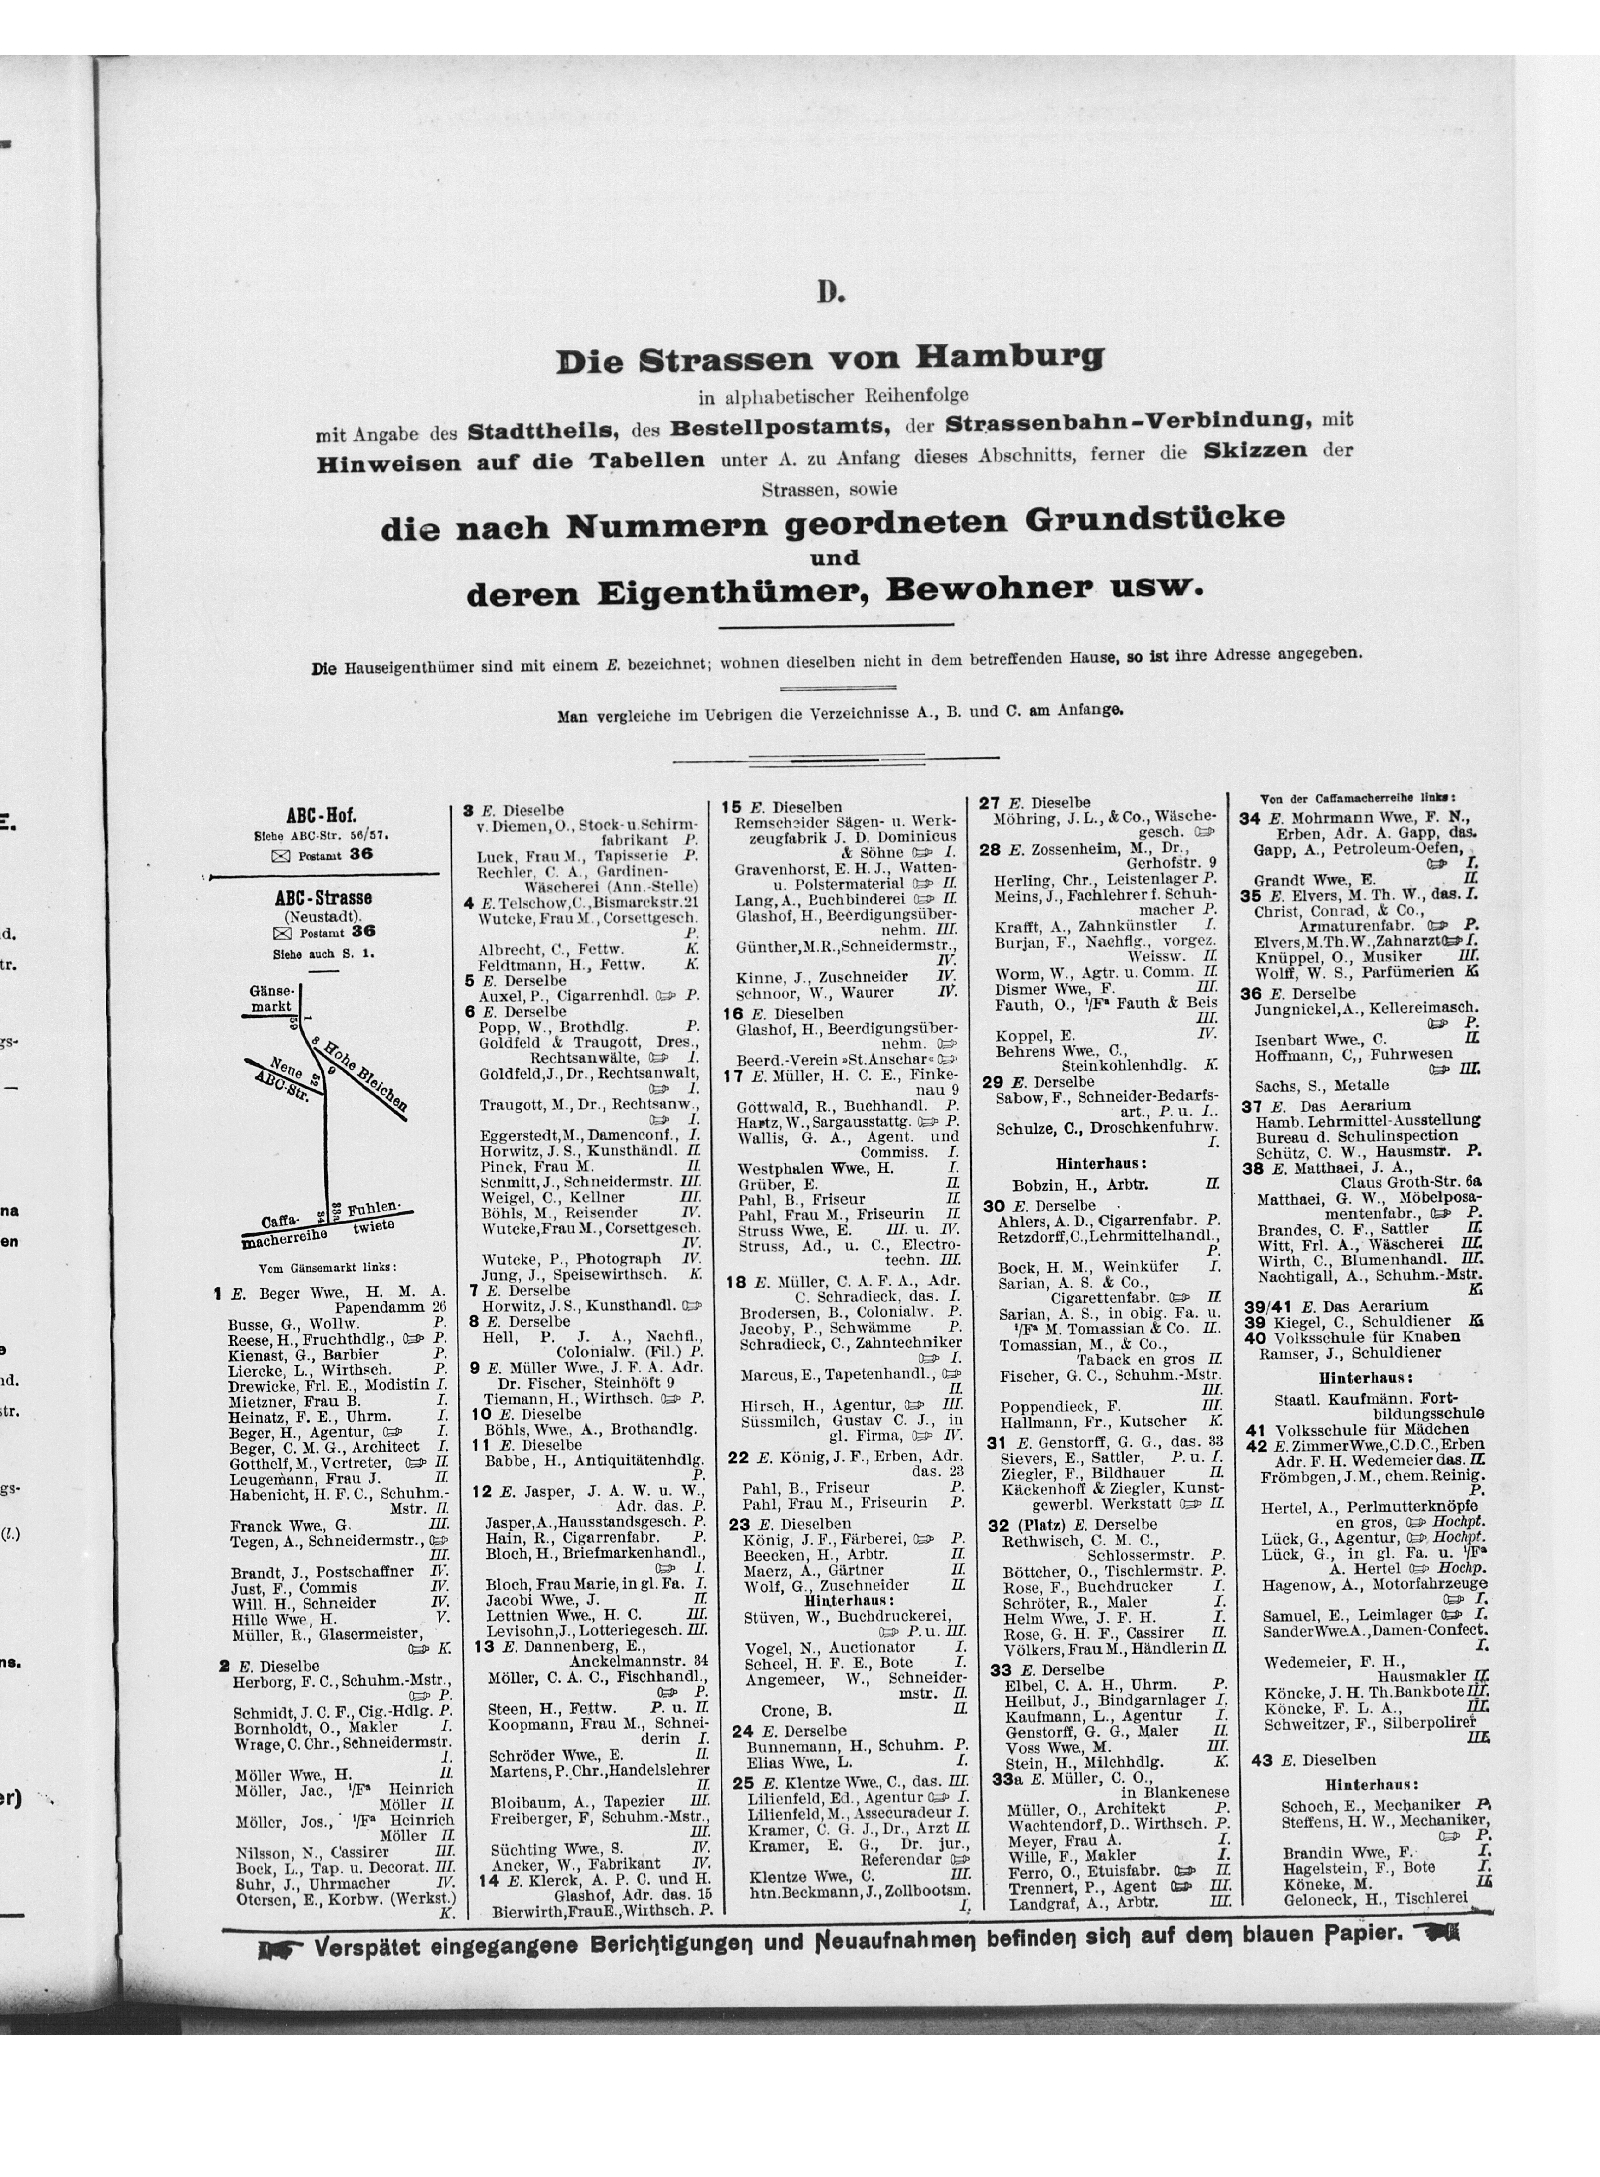 D.
Die Strassen von Hamburg
in alphabetischer Reihenfolge
mit Angabe des Stadttheils, des Bestellpostamts, der Strassenbahn-Verbindung, mit
Hinweisen auf die Tabellen unter A. zu Anfang dieses Abschnitts, ferner die Skizzen der
Strassen, sowie
die nach Nummern geordneten Grundstücke
und
deren Eigenthümer, Bewohner usw.
Die Hauseigenthümer sind mit einem E. bezeichnet; wohnen dieselben nicht in dem betreffenden Hause, so ist ihre Adresse angegeben.
Man vergleiche im Uebrigen die Verzeichnisse A., B. und C. am Anfange.
ABC-Hof.
Siehe ABC-Str. 56/57.
Postamt 36
ABC-Strasse
(Neustadt).
Postamt 36
Siehe auch S. 1.
Gänse-
markt
59
1
8
Hohe Bleichen
9
Neue
ABC-Str.
52
33a
34
Caffa-
macherreihe
Fuhlen-
twiete
Vom Gänsemarkt links:
1 E. Beger Wwe., H. M. A.
Papendamm 26
Busse, G., Wollw. P.
Reese, H., Fruchthdlg., P.
Kienast, G., Barbier P.
Liercke, L., Wirthsch. P.
Drewicke, Frl. E., Modistin I.
Mietzner, Frau B. I.
Heinatz, F. E., Uhrm. I.
Beger, H., Agentur, I.
Beger, C. M. G., Architect I.
Gotthelf, M., Vertreter, II.
Leugemann, Frau J. II.
Habenicht, H. F. C., Schuhm.-
Mstr. II.
Franck Wwe., G. III.
Tegen, A., Schneidermstr.,
III.
Brandt, J., Postschaffner IV.
Just, F., Commis IV.
Will. H., Schneider IV.
Hille Wwe, H. V.
Müller, R., Glasermeister,
K.
2 E. Dieselbe
Herborg, F. C., Schuhm.-Mstr.,
P.
Schmidt, J. C. F., Cig.-Hdlg. P.
Bornholdt, O., Makler I.
Wrage, C. Chr., Schneidermstr.
I.
Möller Wwe., H. II.
Möller, Jac., i/Fa Heinrich
Möller II.
Möller, Jos., i/Fa Heinrich
Möller II.
Nilsson, N., Cassirer III.
Bock, L., Tap. u. Decorat. III.
Suhr, J., Uhrmacher IV.
Otersen, E., Korbw. (Werkst.)
K.
3 E. Dieselbe
v. Diemen, O., Stock- u. Schirm-
fabrikant P.
Luck, Frau M., Tapisserie P.
Rechler, C. A., Gardinen-
Wäscherei (Ann.-Stelle)
4 E. Telschow, C., Bismarckstr. 21
Wutcke, Frau M., Corsettgesch.
P.
Albrecht, C., Fettw. K.
Feldtmann, H., Fettw. K.
5 E. Derselbe
Auxel, P., Cigarrenhdl. P.
6 E. Derselbe
Popp, W., Brothdlg. P.
Goldfeld & Traugott, Dres.,
Rechtsanwälte, I.
Goldfeld, J., Dr., Rechtsanwalt,
I.
Traugott, M., Dr., Rechtsanw.,
I.
Eggerstedt, M., Damenconf., I.
Horwitz, J. S., Kunsthändl. II.
Pinck, Frau M. II.
Schmitt, J., Schneidermstr. III.
Weigel, C., Kellner III.
Böhls, M., Reisender IV.
Wutcke, Frau M., Corsettgesch.
IV.
Wutcke, P., Photograph IV.
Jung, J., Speisewirthsch. K.
7 E. Derselbe
Horwitz, J. S., Kunsthandl.
8 E. Derselbe
Hell, P. J. A., Nachfl.,
Colonialw. (Fil.) P.
9 E. Müller Wwe., J. F. A. Adr.
Dr. Fischer, Steinhöft 9
Tiemann, H., Wirthsch. P.
10 E. Dieselbe
Böhls, Wwe., A., Brothandlg.
11 E. Dieselbe
Babbe, H., Antiquitätenhdlg.
P.
12 E. Jasper, J. A. W. u. W.,
Adr. das. P.
Jasper, A., Hausstandsgesch. P.
Hain, R., Cigarrenfabr. P.
Bloch, H., Briefmarkenhandl.,
I.
Bloch, Frau Marie, in gl. Fa. I.
Jacobi Wwe., J. II.
Lettnien Wwe., H. C. III.
Levisohn, J., Lotteriegesch. III.
13 E. Dannenberg, E.,
Anckelmannstr. 34
Möller, C. A. C., Fischhandl.,
P.
Steen, H., Fettw. P. u. II.
Koopmann, Frau M., Schnei-
derin I.
Schröder Wwe., E. II.
Martens, P. Chr., Handelslehrer
II.
Bloibaum, A., Tapezier III.
Freiberger, F, Schuhm.-Mstr.,
III.
Süchting Wwe., S. IV.
Ancker, W., Fabrikant IV.
14 E. Klerck, A. P. C. und H.
Glashof, Adr. das. 15
Bierwirth, Frau E., Wirthsch. P.
15 E. Dieselben
Remscheider Sägen- u. Werk-
zeugfabrik J. D. Dominicus
& Söhne I.
Gravenhorst, E. H. J., Watten-
u. Polstermaterial II.
Lang, A., Buchbinderei II.
Glashof, H., Beerdigungsüber-
nehm. III.
Günther, M. R., Schneidermstr.,
IV.
Kinne, J., Zuschneider IV.
Schnoor, W., Waurer IV.
16 E. Dieselben
Glashof, H., Beerdigungsüber-
nehm.
Beerd.-Verein »St. Anschar«
17 E. Müller, H. C. E., Finke-
nau 9
Gottwald, R., Buchhandl. P.
Hartz, W., Sargausstattg. P.
Wallis, G. A., Agent. und
Commiss. I.
Westphalen Wwe., H. I.
Grüber, E. II.
Pahl, B., Friseur II.
Pahl, Frau M., Friseurin II.
Struss Wwe., E. III. u. IV.
Struss, Ad., u. C., Electro-
techn. III.
18 E. Müller, C. A. F. A., Adr.
C. Schradieck, das. I.
Brodersen, B., Colonialw. P.
Jacoby, P., Schwämme P.
Schradieck, C., Zahntechniker
I.
Marcus, E., Tapetenhandl.,
II.
Hirsch, H., Agentur, III.
Süssmilch, Gustav C. J., in
gl. Firma, IV.
22 E. König, J. F., Erben, Adr.
das. 23
Pahl, B., Friseur P.
Pahl, Frau M., Friseurin P.
23 E. Dieselben
König, J. F., Färberei, P.
Beecken, H., Arbtr. II.
Maerz, A., Gärtner II.
Wolf, G., Zuschneider II.
Hinterhaus:
Stüven, W., Buchdruckerei,
P. u. III.
Vogel, N., Auctionator I.
Scheel, H. F. E., Bote I.
Angemeer, W., Schneider-
mstr. II.
Crone, B. II.
24 E. Derselbe
Bunnemann, H., Schuhm. P.
Elias Wwe., L. I.
25 E. Klentze Wwe., C., das. III.
Lilienfeld, Ed., Agentur I.
Lilienfeld, M., Assecuradeur I.
Kramer, C. G. J., Dr., Arzt II.
Kramer, E. G., Dr. jur.,
Referendar
Klentze Wwe., C. III.
htn. Beckmann, J., Zollbootsm.
I.
27 E. Dieselbe
Möhring, J. L., & Co., Wäsche-
gesch.
28 E. Zossenheim, M., Dr.,
Gerhofstr. 9
Herling, Chr., Leistenlager P.
Meins, J., Fachlehrer f. Schuh-
macher P.
Krafft, A., Zahnkünstler I.
Burjan, F., Nachflg., vorgez.
Weissw. II.
Worm, W., Agtr. u. Comm. II.
Dismer Wwe., F. III.
Fauth, O., i/Fa Fauth & Beis
III.
Koppel, E. IV.
Behrens Wwe., C.,
Steinkohlenhdlg. K.
29 E. Derselbe
Sabow, F., Schneider-Bedarfs-
art., P. u. I..
Schulze, C., Droschkenfuhrw.
I.
Hinterhaus:
Bobzin, H., Arbtr. II.
30 E. Derselbe
Ahlers, A. D., Cigarrenfabr. P.
Retzdorff, C., Lehrmittelhandl.,
P.
Bock, H. M., Weinküfer I.
Sarian, A. S. & Co.,
Cigarettenfabr. II.
Sarian, A. S., in obig. Fa. u.
i/Fa M. Tomassian & Co. II.
Tomassian, M., & Co.,
Taback en gros II.
Fischer, G. C., Schuhm.-Mstr.
III.
Poppendieck, F. III.
Hallmann, Fr., Kutscher K.
31 E. Genstorff, G. G., das. 33
Sievers, E., Sattler, P. u. I.
Ziegler, F., Bildhauer II.
Käckenhoff & Ziegler, Kunst-
gewerbl. Werkstatt II.
32 (Platz) E. Derselbe
Rethwisch, C. M. C.,
Schlossermstr. P.
Böttcher, O., Tischlermstr. P.
Rose, F., Buchdrucker I.
Schröter, R., Maler I.
Helm Wwe., J. F. H. I.
Rose, G. H. F., Cassirer II.
Völkers, Frau M., Händlerin II.
33 E. Derselbe
Elbel, C. A. H., Uhrm. P.
Heilbut, J., Bindgarnlager I.
Kaufmann, L., Agentur I.
Genstorff, G. G., Maler II.
Voss Wwe., M. III.
Stein, H., Milchhdlg. K.
33a E. Müller, C. O.,
in Blankenese
Müller, O., Architekt P.
Wachtendorf, D.. Wirthsch. P.
Meyer, Frau A. I.
Wille, F., Makler I.
Ferro, O., Etuisfabr. II.
Trennert, P., Agent III.
Landgraf, A., Arbtr. III.
Von der Caffamacherreihe links:
34 E. Mohrmann Wwe., F. N.,
Erben, Adr. A. Gapp, das.
Gapp, A., Petroleum-Oefen,
I.
Grandt Wwe., E. II.
35 E. Elvers, M. Th. W., das. I.
Christ, Conrad, & Co.,
Armaturenfabr. P.
Elvers, M. Th. W., Zahnarzt I.
Knüppel, O., Musiker III.
Wolff, W. S., Parfümerien K.
36 E. Derselbe
Jungnickel, A., Kellereimasch.
P.
Isenbart Wwe., C. II.
Hoffmann, C,, Fuhrwesen
III.
Sachs, S., Metalle
37 E. Das Aerarium
Hamb. Lehrmittel-Ausstellung
Bureau d. Schulinspection
Schütz, C. W., Hausmstr. P.
38 E. Matthaei, J. A.,
Claus Groth-Str. 6a
Matthaei, G. W., Möbelposa-
mentenfabr., P.
Brandes, C. F., Sattler II.
Witt, Frl. A., Wäscherei III.
Wirth, C., Blumenhandl. III.
Nachtigall, A., Schuhm.-Mstr.
K.
39/41 E. Das Aerarium
39 Kiegel, C., Schuldiener K.
40 Volksschule für Knaben
Ramser, J., Schuldiener
Hinterhaus:
Staatl. Kaufmänn. Fort-
bildungsschule
41 Volksschule für Mädchen
42 E. Zimmer Wwe., C. D. C., Erben
Adr. F. H. Wedemeier das. II.
Frömbgen, J. M., chem. Reinig.
P.
Hertel, A., Perlmutterknöpfe
en gros, Hochpt.
Lück, G., Agentur, Hochpt.
Lück, G., in gl. Fa. u. i/Fa
A. Hertel Hochp.
Hagenow, A., Motorfahrzeuge
I.
Samuel, E., Leimlager I.
Sander Wwe. A., Damen-Confect.
I.
Wedemeier, F. H.,
Hausmakler II.
Köncke, J. H. Th. Bankbote III.
Köncke, F. L. A., III.
Schweitzer, F., Silberpolirer
III.
43 E. Dieselben
Hinterhaus:
Schoch, E., Mechaniker P.
Steffens, H. W., Mechaniker,
P.
Brandin Wwe., F. I.
Hagelstein, F., Bote I.
Köneke, M. II.
Geloneck, H., Tischlerei
Verspätet eingegangene Berichtigungen und Neuaufnahmen befinden sich auf dem blauen Papier.